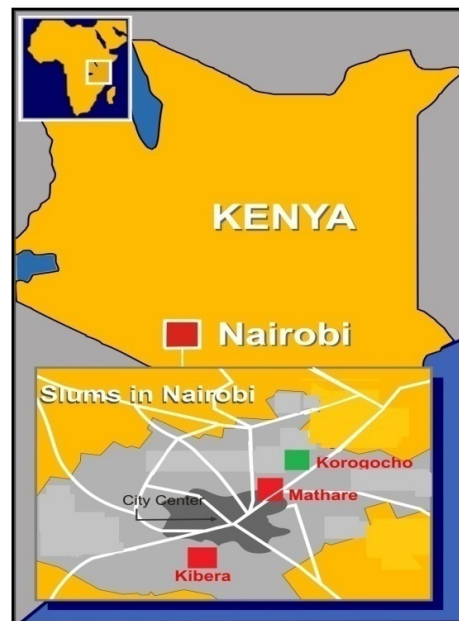 KENYA
Nairobi
Slums in Nairobi
Korogocho
Mathare
City Center
Kibera